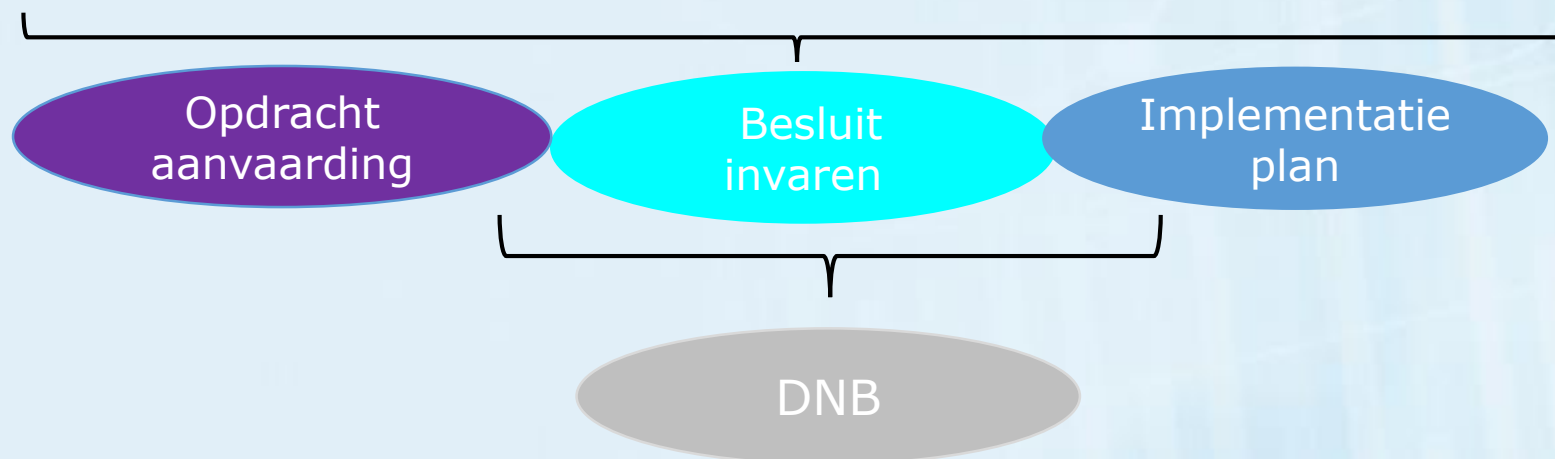 Opdracht
aanvaarding
Besluit
invaren
Implementatie
plan
DNB